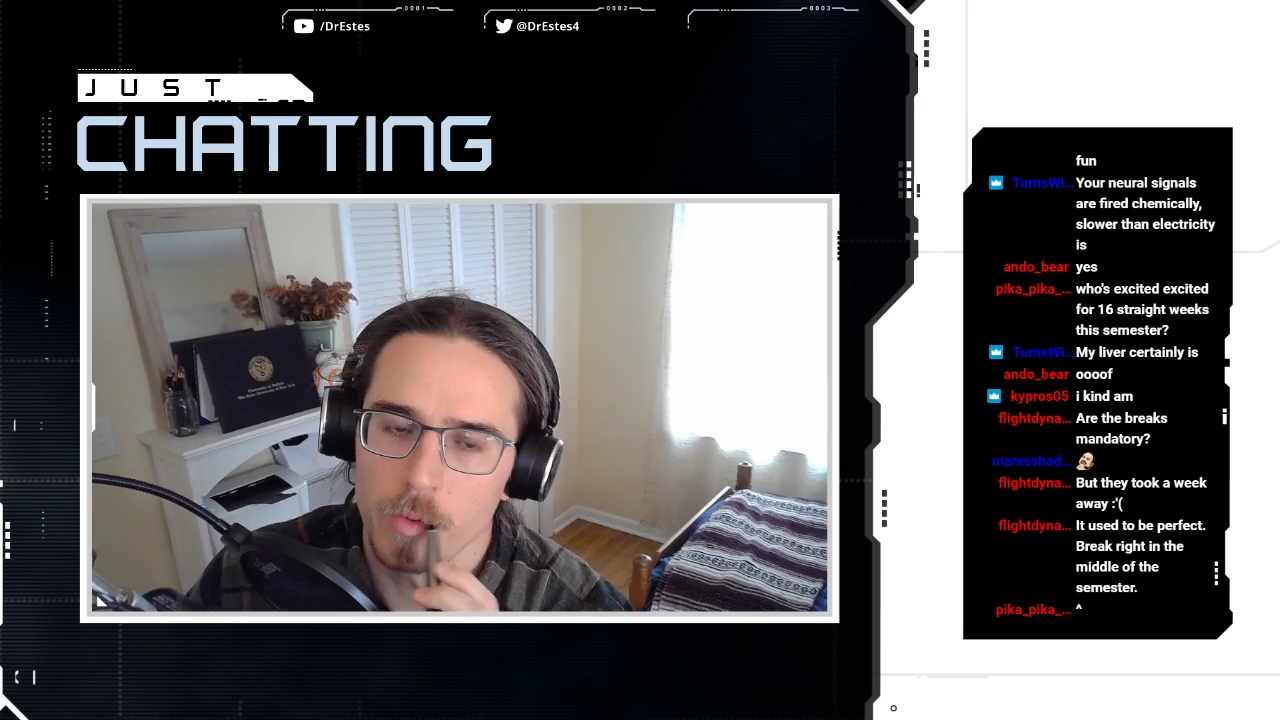 0001
0002
0003
/DrEstes
@DrEstes4
JUST
CHATTING
fun
TurnsWi... Your neural signals
are fired chemically,
slower than electricity
is
ando_bear yes
pika_pika_... who's excited excited
for 16 straight weeks
this semester?
TurnsWi... My liver certainly is
ando_bear oooof
kypros05 i kind am
flightdyna... Are the breaks
mandatory?
marxsshad...
flightdyna... But they took a week
away :'(
flightdyna... It used to be perfect.
Break right in the
middle of the
semester.
pika_pika_... ^